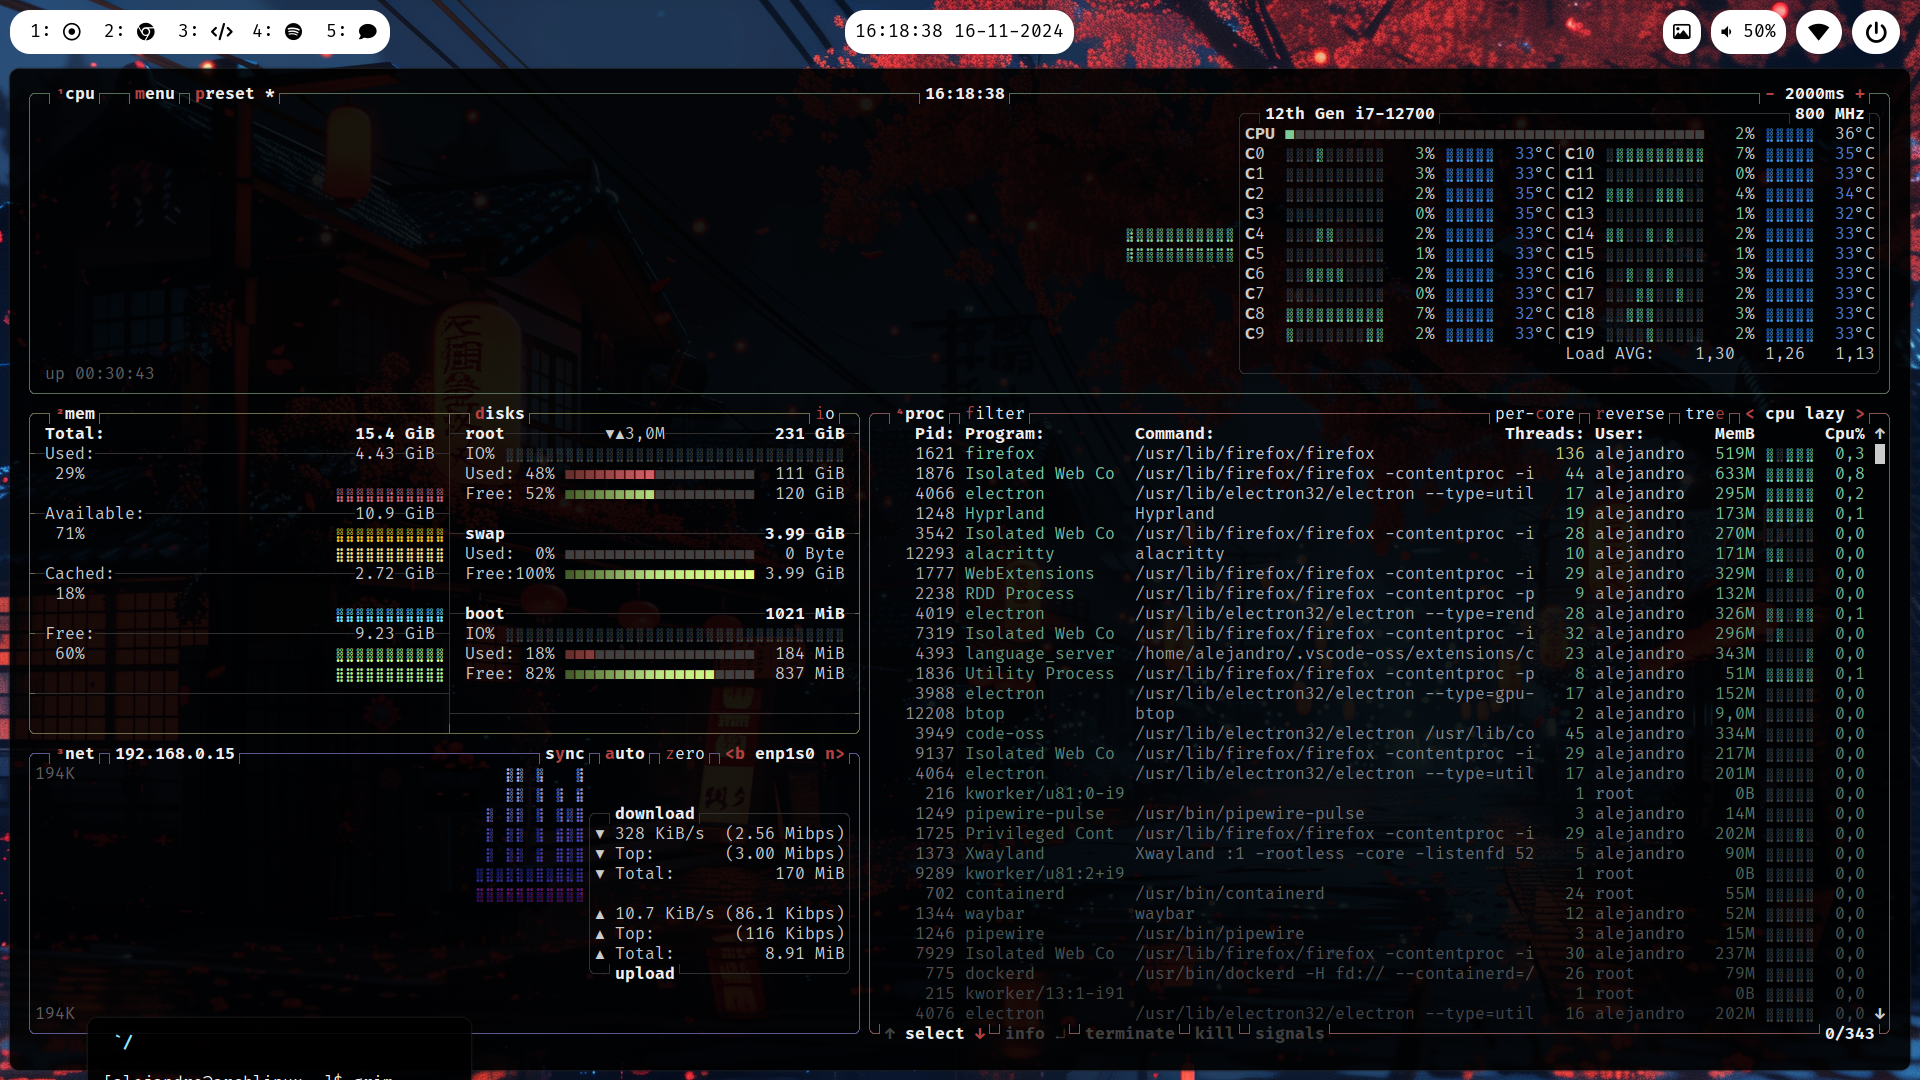 1: 2: 3: </> 4: 5:
16:18:38 16-11-2024
50%
¹cpu menu preset * 16:18:38 - 2000ms +
12th Gen i7-12700 800 MHz
CPU 2% 36°C
C0 3% 33°C C10 7% 35°C
C1 3% 33°C C11 0% 33°C
C2 2% 35°C C12 4% 34°C
C3 0% 35°C C13 1% 32°C
C4 2% 33°C C14 2% 33°C
C5 1% 33°C C15 1% 33°C
C6 2% 33°C C16 3% 33°C
C7 0% 33°C C17 2% 33°C
C8 7% 32°C C18 3% 33°C
C9 2% 33°C C19 2% 33°C
Load AVG: 1,30 1,26 1,13
up 00:30:43
²mem
Total: 15.4 GiB
Used: 4.43 GiB
29%
Available: 10.9 GiB
71%
Cached: 2.72 GiB
18%
Free: 9.23 GiB
60%
disks io
root ▼▲3,0M 231 GiB
IO%
Used: 48% 111 GiB
Free: 52% 120 GiB
swap 3.99 GiB
Used: 0% 0 Byte
Free:100% 3.99 GiB
boot 1021 MiB
IO%
Used: 18% 184 MiB
Free: 82% 837 MiB
³net 192.168.0.15 sync auto zero <b enp1s0 n>
194K
download
▼ 328 KiB/s (2.56 Mibps)
▼ Top: (3.00 Mibps)
▼ Total: 170 MiB
▲ 10.7 KiB/s (86.1 Kibps)
▲ Top: (116 Kibps)
▲ Total: 8.91 MiB
upload
194K
⁴proc filter per-core reverse tree < cpu lazy >
Pid: Program: Command: Threads: User: MemB Cpu% ↑
1621 firefox /usr/lib/firefox/firefox 136 alejandro 519M 0,3
1876 Isolated Web Co /usr/lib/firefox/firefox -contentproc -i 44 alejandro 633M 0,8
4066 electron /usr/lib/electron32/electron --type=util 17 alejandro 295M 0,2
1248 Hyprland Hyprland 19 alejandro 173M 0,1
3542 Isolated Web Co /usr/lib/firefox/firefox -contentproc -i 28 alejandro 270M 0,0
12293 alacritty alacritty 10 alejandro 171M 0,0
1777 WebExtensions /usr/lib/firefox/firefox -contentproc -i 29 alejandro 329M 0,0
2238 RDD Process /usr/lib/firefox/firefox -contentproc -p 9 alejandro 132M 0,0
4019 electron /usr/lib/electron32/electron --type=rend 28 alejandro 326M 0,1
7319 Isolated Web Co /usr/lib/firefox/firefox -contentproc -i 32 alejandro 296M 0,0
4393 language_server /home/alejandro/.vscode-oss/extensions/c 23 alejandro 343M 0,0
1836 Utility Process /usr/lib/firefox/firefox -contentproc -p 8 alejandro 51M 0,1
3988 electron /usr/lib/electron32/electron --type=gpu- 17 alejandro 152M 0,0
12208 btop btop 2 alejandro 9,0M 0,0
3949 code-oss /usr/lib/electron32/electron /usr/lib/co 45 alejandro 334M 0,0
9137 Isolated Web Co /usr/lib/firefox/firefox -contentproc -i 29 alejandro 217M 0,0
4064 electron /usr/lib/electron32/electron --type=util 17 alejandro 201M 0,0
216 kworker/u81:0-i9 1 root 0B 0,0
1249 pipewire-pulse /usr/bin/pipewire-pulse 3 alejandro 14M 0,0
1725 Privileged Cont /usr/lib/firefox/firefox -contentproc -i 29 alejandro 202M 0,0
1373 Xwayland Xwayland :1 -rootless -core -listenfd 52 5 alejandro 90M 0,0
9289 kworker/u81:2+i9 1 root 0B 0,0
702 containerd /usr/bin/containerd 24 root 55M 0,0
1344 waybar waybar 12 alejandro 52M 0,0
1246 pipewire /usr/bin/pipewire 3 alejandro 15M 0,0
7929 Isolated Web Co /usr/lib/firefox/firefox -contentproc -i 30 alejandro 237M 0,0
775 dockerd /usr/bin/dockerd -H fd:// --containerd=/ 26 root 79M 0,0
215 kworker/13:1-i91 1 root 0B 0,0
4076 electron /usr/lib/electron32/electron --type=util 16 alejandro 202M 0,0 ↓
↑ select ↓ info ↵ terminate kill signals 0/343
`/
[alejandro@archlinux ~]$ grim